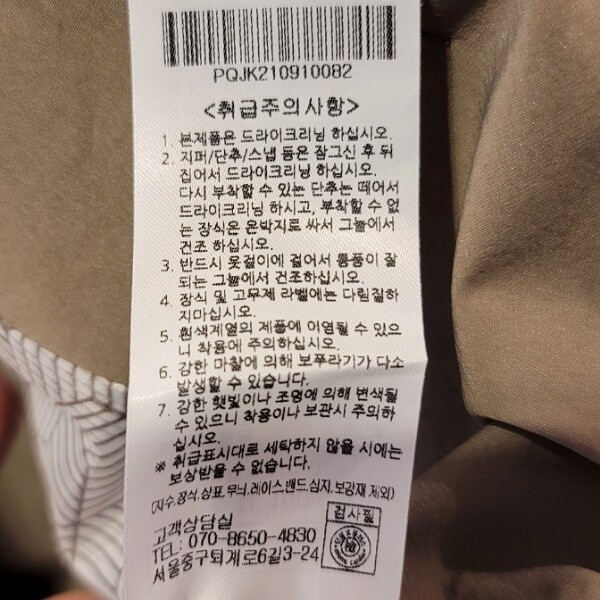 PQJK210910082
<취급주의사항>
1. 본제품은 드라이크리닝 하십시오.
2. 지퍼/단추/스냅 등은 잠그신 후 뒤
집어서 드라이크리닝 하십시오.
다시 부착할 수 있는 단추는 떼어서
드라이크리닝 하시고, 부착할 수 없
는 장식은 은박지로 싸서 그늘에서
건조 하십시오.
3. 반드시 옷걸이에 걸어서 통풍이 잘
되는 그늘에서 건조하십시오.
4. 장식 및 고무제 라벨에는 다림질하
지마십시오.
5. 흰색계열의 제품에 이염될 수 있으
니 착용에 주의하십시오.
6. 강한 마찰에 의해 보푸라기가 다소
발생할 수 있습니다.
7. 강한 햇빛이나 조명에 의해 변색될
수 있으니 착용이나 보관시 주의하
십시오.
※ 취급표시대로 세탁하지 않을 시에는
보상받을 수 없습니다.
(자수,장식,상표,무늬,레이스,밴드,심지,보강재 제외)
검사필
고객상담실
TEL: 070-8650-4830
서울중구퇴계로6길3-24